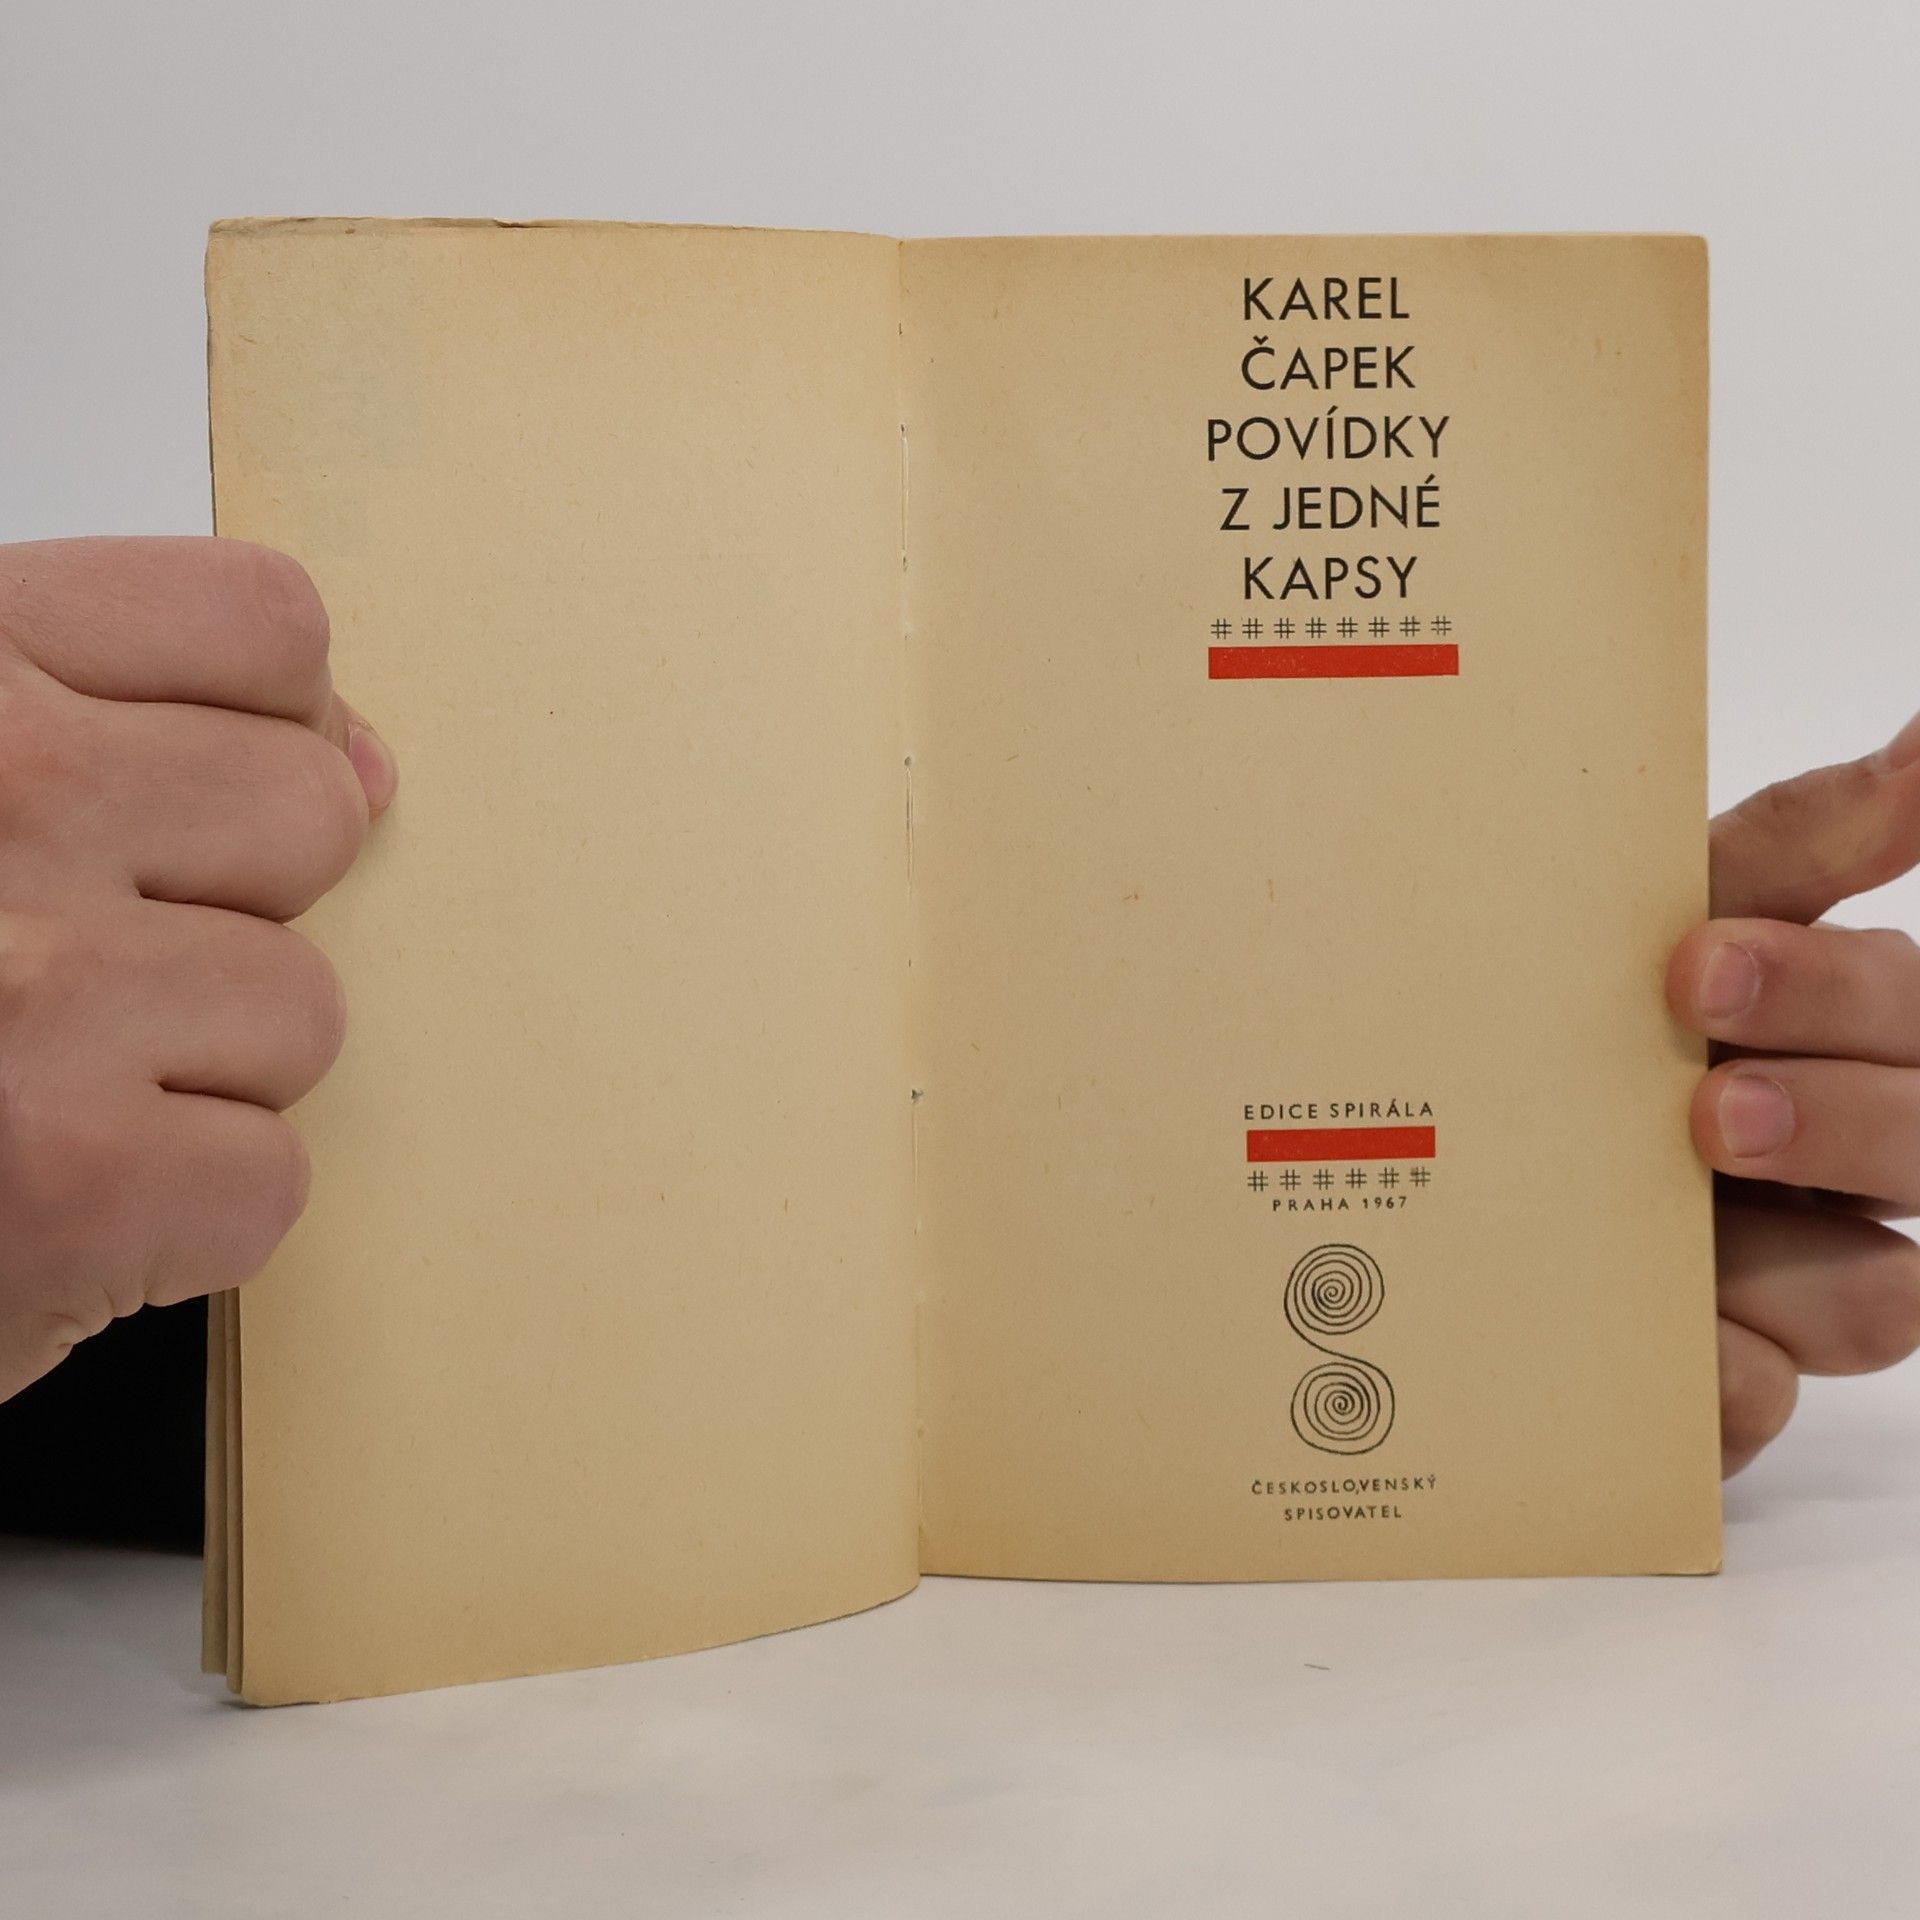 KAREL
ČAPEK
POVÍDKY
Z JEDNÉ
KAPSY
########
EDICE SPIRÁLA
######
PRAHA 1967
ČESKOSLOVENSKÝ
SPISOVATEL